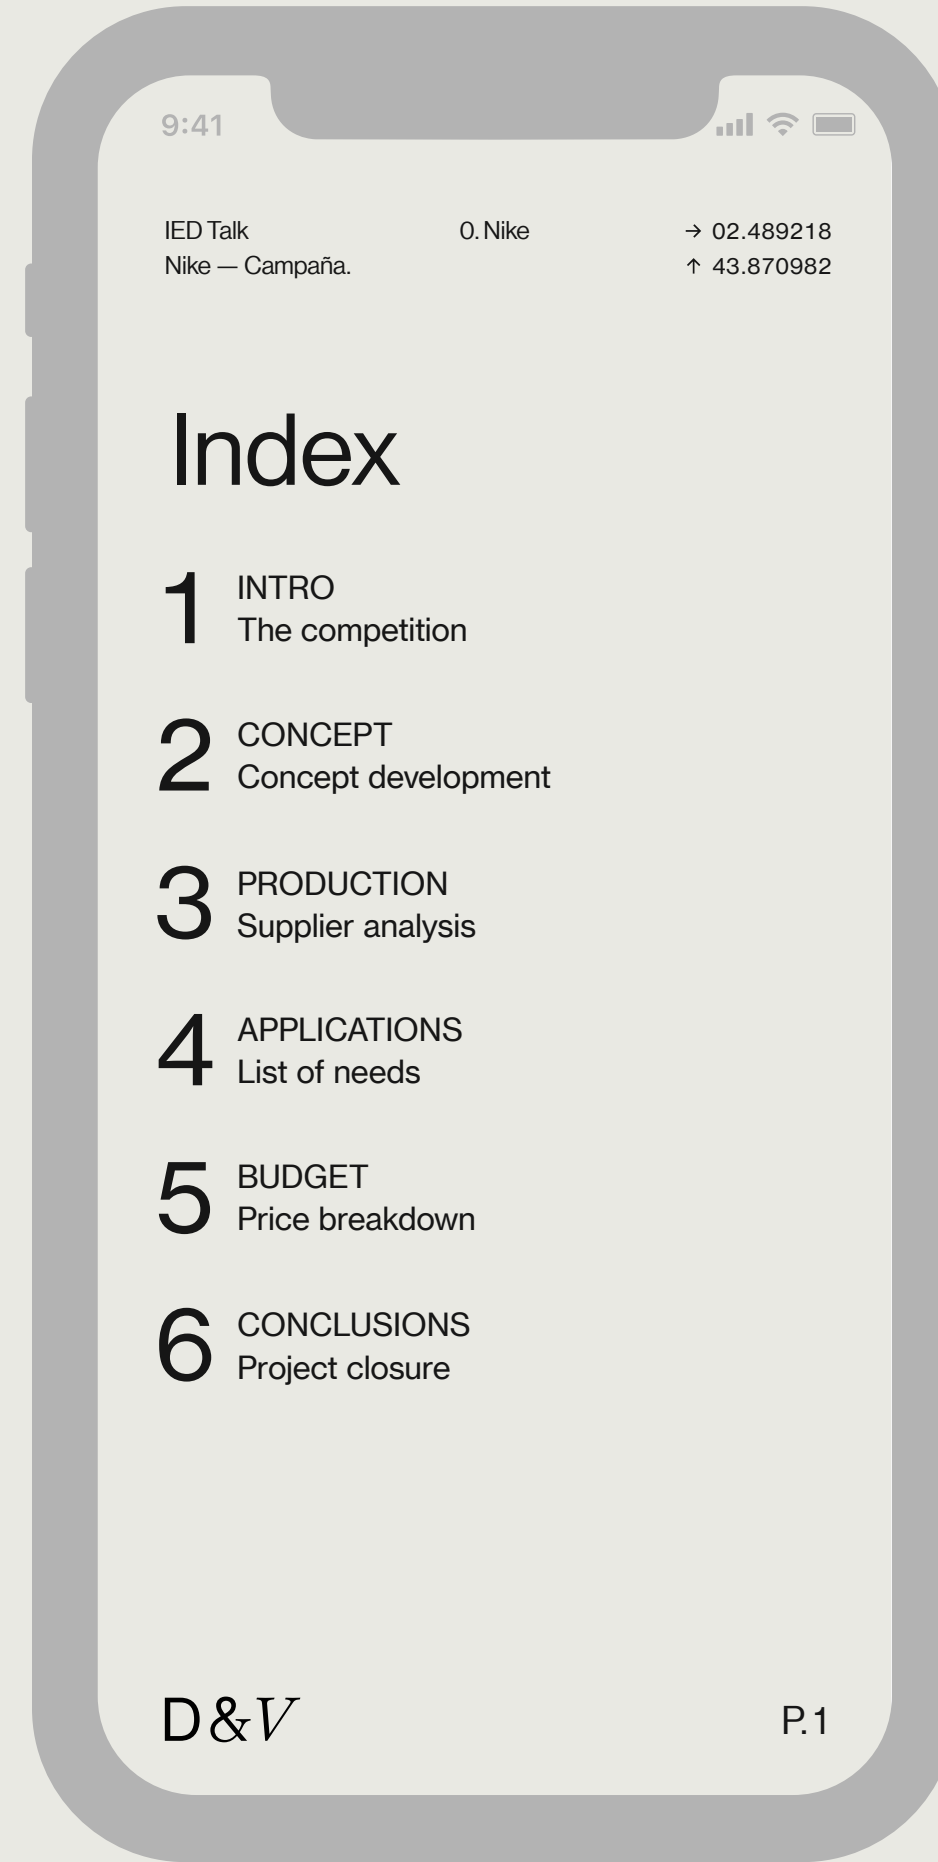 9:41
IED Talk
Nike — Campaña.
0. Nike
→ 02.489218
↑ 43.870982
Index
1 INTRO
The competition
2 CONCEPT
Concept development
3 PRODUCTION
Supplier analysis
4 APPLICATIONS
List of needs
5 BUDGET
Price breakdown
6 CONCLUSIONS
Project closure
D&V
P.1